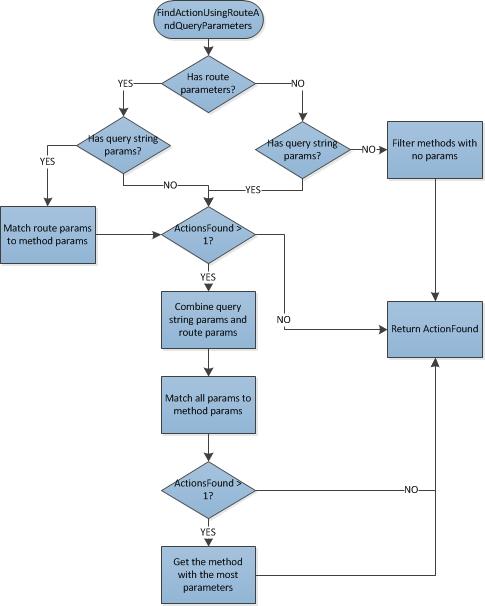 FindActionUsingRouteA
ndQueryParameters
Has route
parameters?
YES
NO
Has query string
params?
Has query string
params?
NO
Filter methods with
no params
YES
NO
YES
Match route params
to method params
ActionsFound >
1?
YES
NO
Combine query
string params and
route params
Return ActionFound
Match all params to
method params
ActionsFound >
1?
NO
YES
Get the method
with the most
parameters